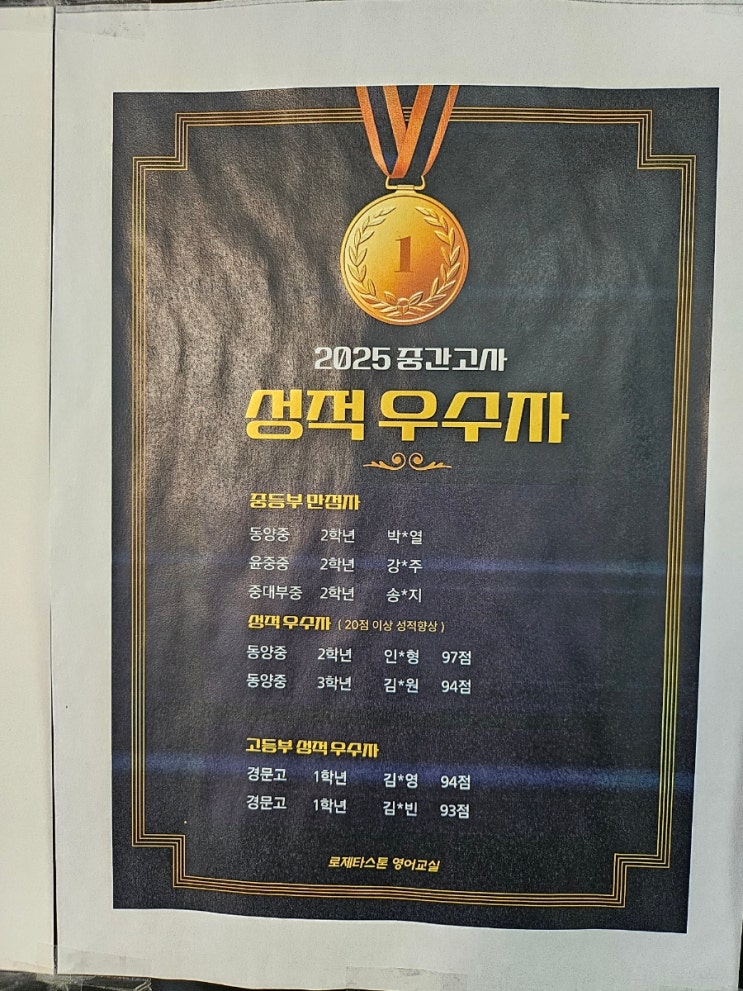 1
2025 중간고사
성적 우수자
중등부 만점자
동양중 2학년 박*열
윤중중 2학년 강*주
중대부중 2학년 송*지
성적 우수자 ( 20점 이상 성적향상 )
동양중 2학년 인*형 97점
동양중 3학년 김*원 94점
고등부 성적 우수자
경문고 1학년 김*영 94점
경문고 1학년 김*빈 93점
로제타스톤 영어교실